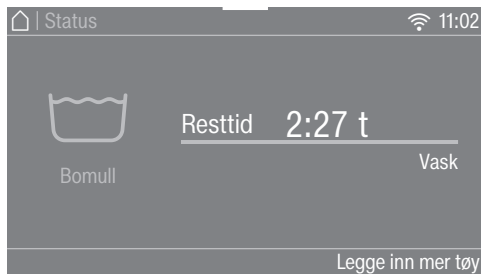 | Status 11:02
Resttid 2:27 t
Vask
Bomull
Legge inn mer tøy